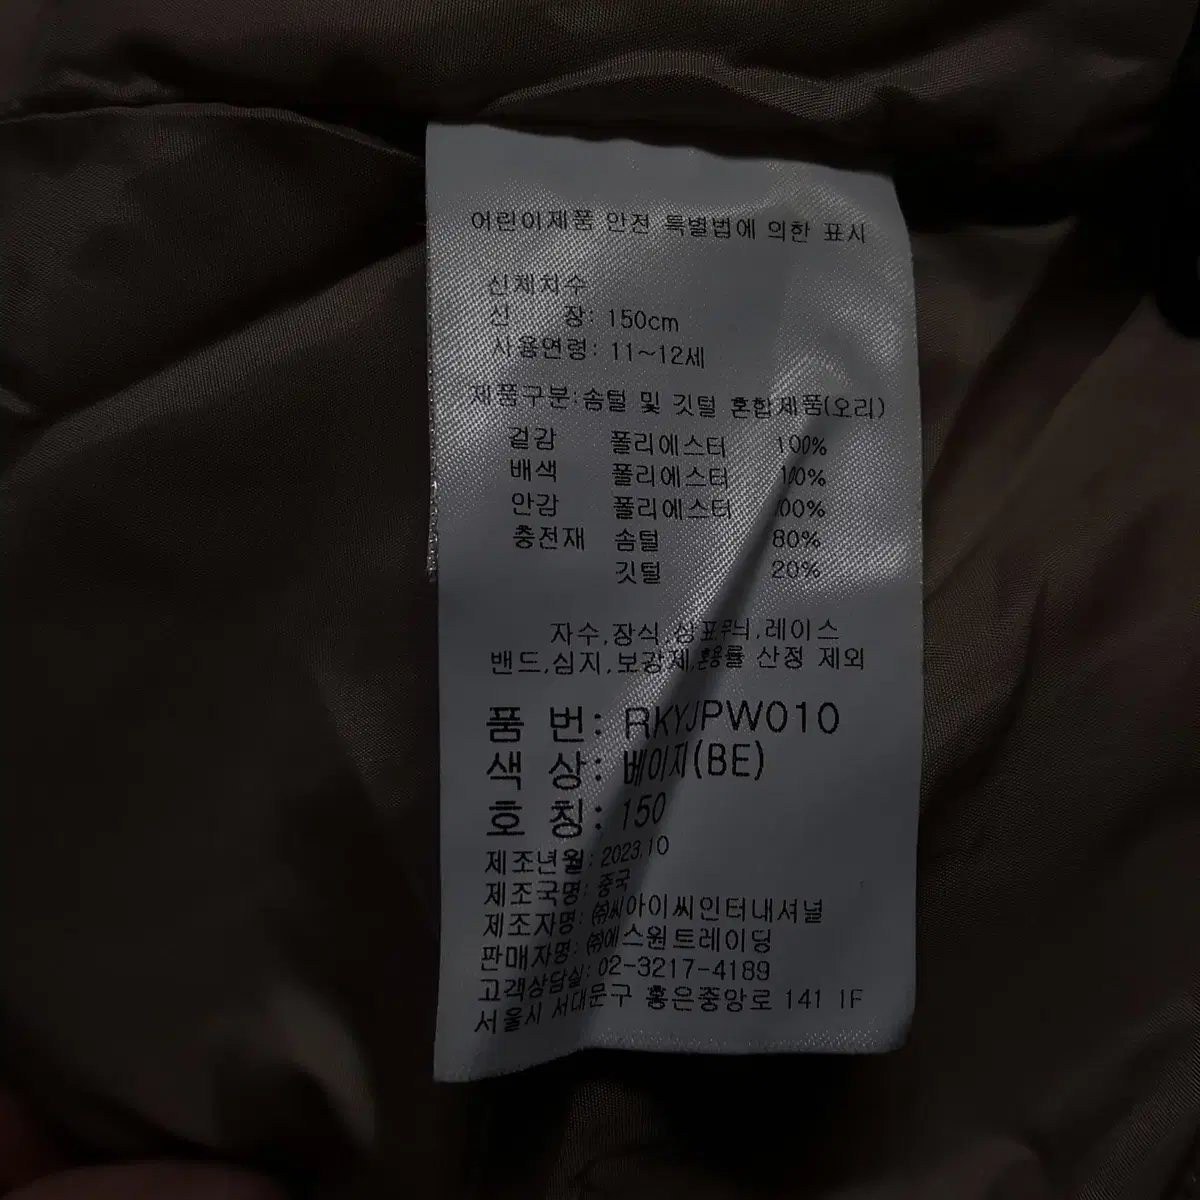 어린이제품 안전 특별법에 의한 표시
신체치수
신 장: 150cm
사용연령: 11~12세
제품구분:솜털 및 깃털 혼합제품(오리)
겉감 폴리에스터 100%
배색 폴리에스터 100%
안감 폴리에스터 100%
충전재 솜털 80%
깃털 20%
자수,장식 상표무늬,레이스
밴드,심지,보강제,혼용률 산정 제외
품 번: RKYJPW010
색 상: 베이지(BE)
호 칭: 150
제조년월: 2023.10
제조국명: 중국
제조자명: ㈜씨아이씨인터내셔널
판매자명: ㈜에스원트레이딩
고객상담실: 02-3217-4189
서울시 서대문구 홍은중앙로 141 1F